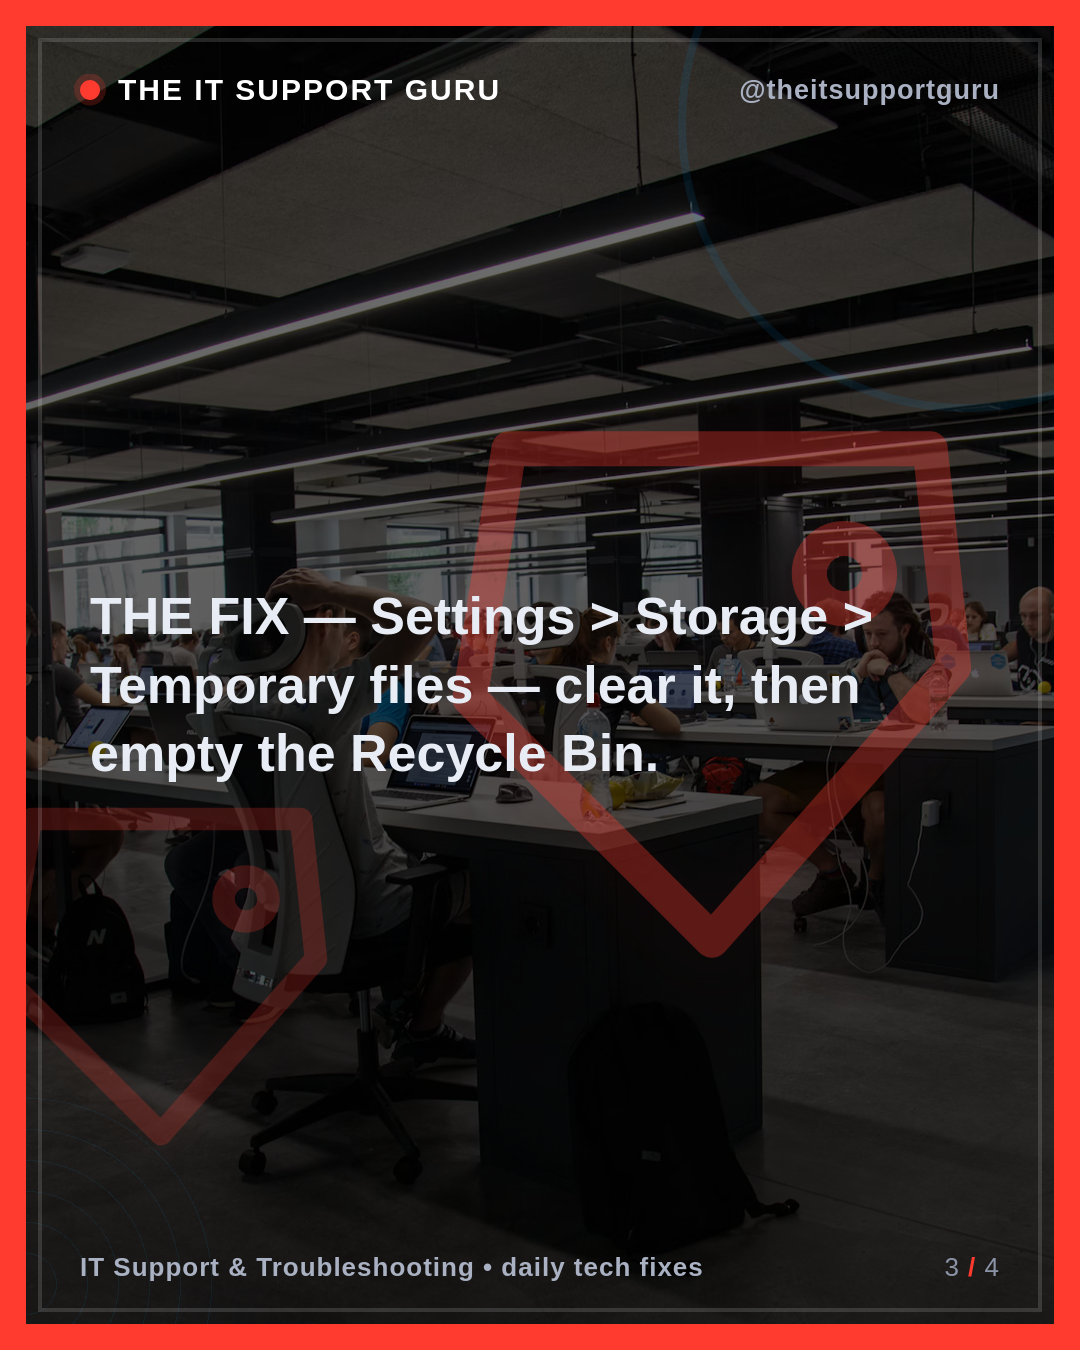 THE IT SUPPORT GURU
@theitsupportguru
THE FIX — Settings > Storage >
Temporary files — clear it, then
empty the Recycle Bin.
IT Support & Troubleshooting • daily tech fixes
3 / 4